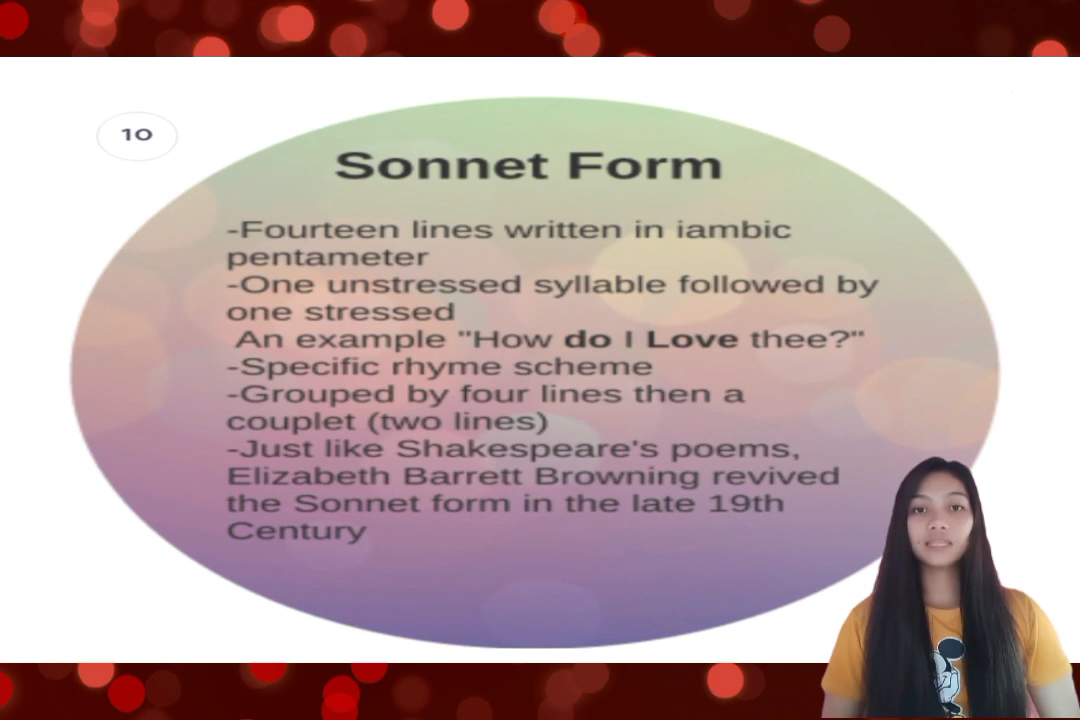 10
Sonnet Form
-Fourteen lines written in iambic
pentameter
-One unstressed syllable followed by
one stressed
An example "How do I Love thee?"
-Specific rhyme scheme
-Grouped by four lines then a
couplet (two lines)
-Just like Shakespeare's poems,
Elizabeth Barrett Browning revived
the Sonnet form in the late 19th
Century